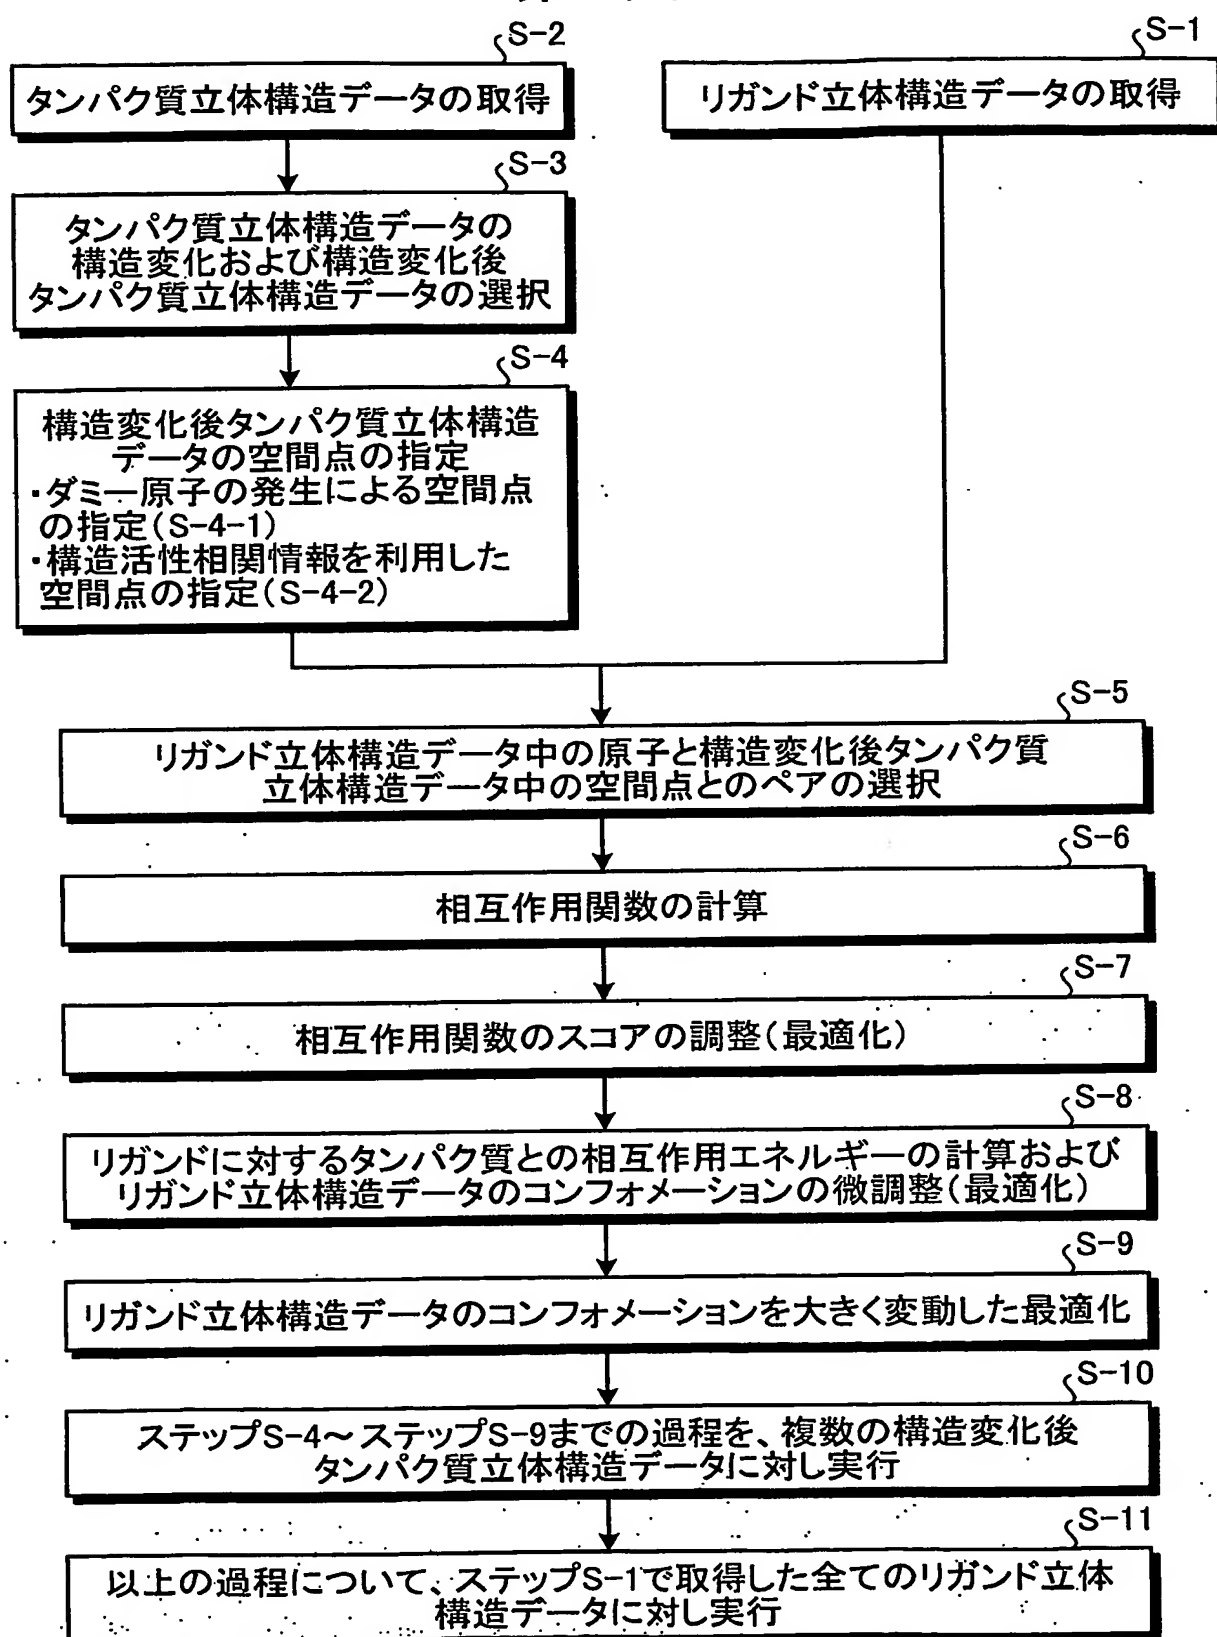 S-2
タンパク質立体構造データの取得
S-1
リガンド立体構造データの取得
S-3
タンパク質立体構造データの
構造変化および構造変化後
タンパク質立体構造データの選択
S-4
構造変化後タンパク質立体構造
データの空間点の指定
・ダミー原子の発生による空間点
の指定(S-4-1)
・構造活性相関情報を利用した
空間点の指定(S-4-2)
S-5
リガンド立体構造データ中の原子と構造変化後タンパク質
立体構造データ中の空間点とのペアの選択
S-6
相互作用関数の計算
S-7
相互作用関数のスコアの調整(最適化)
S-8
リガンドに対するタンパク質との相互作用エネルギーの計算および
リガンド立体構造データのコンフォメーションの微調整(最適化)
S-9
リガンド立体構造データのコンフォメーションを大きく変動した最適化
S-10
ステップS-4～ステップS-9までの過程を、複数の構造変化後
タンパク質立体構造データに対し実行
S-11
以上の過程について、ステップS-1で取得した全てのリガンド立体
構造データに対し実行